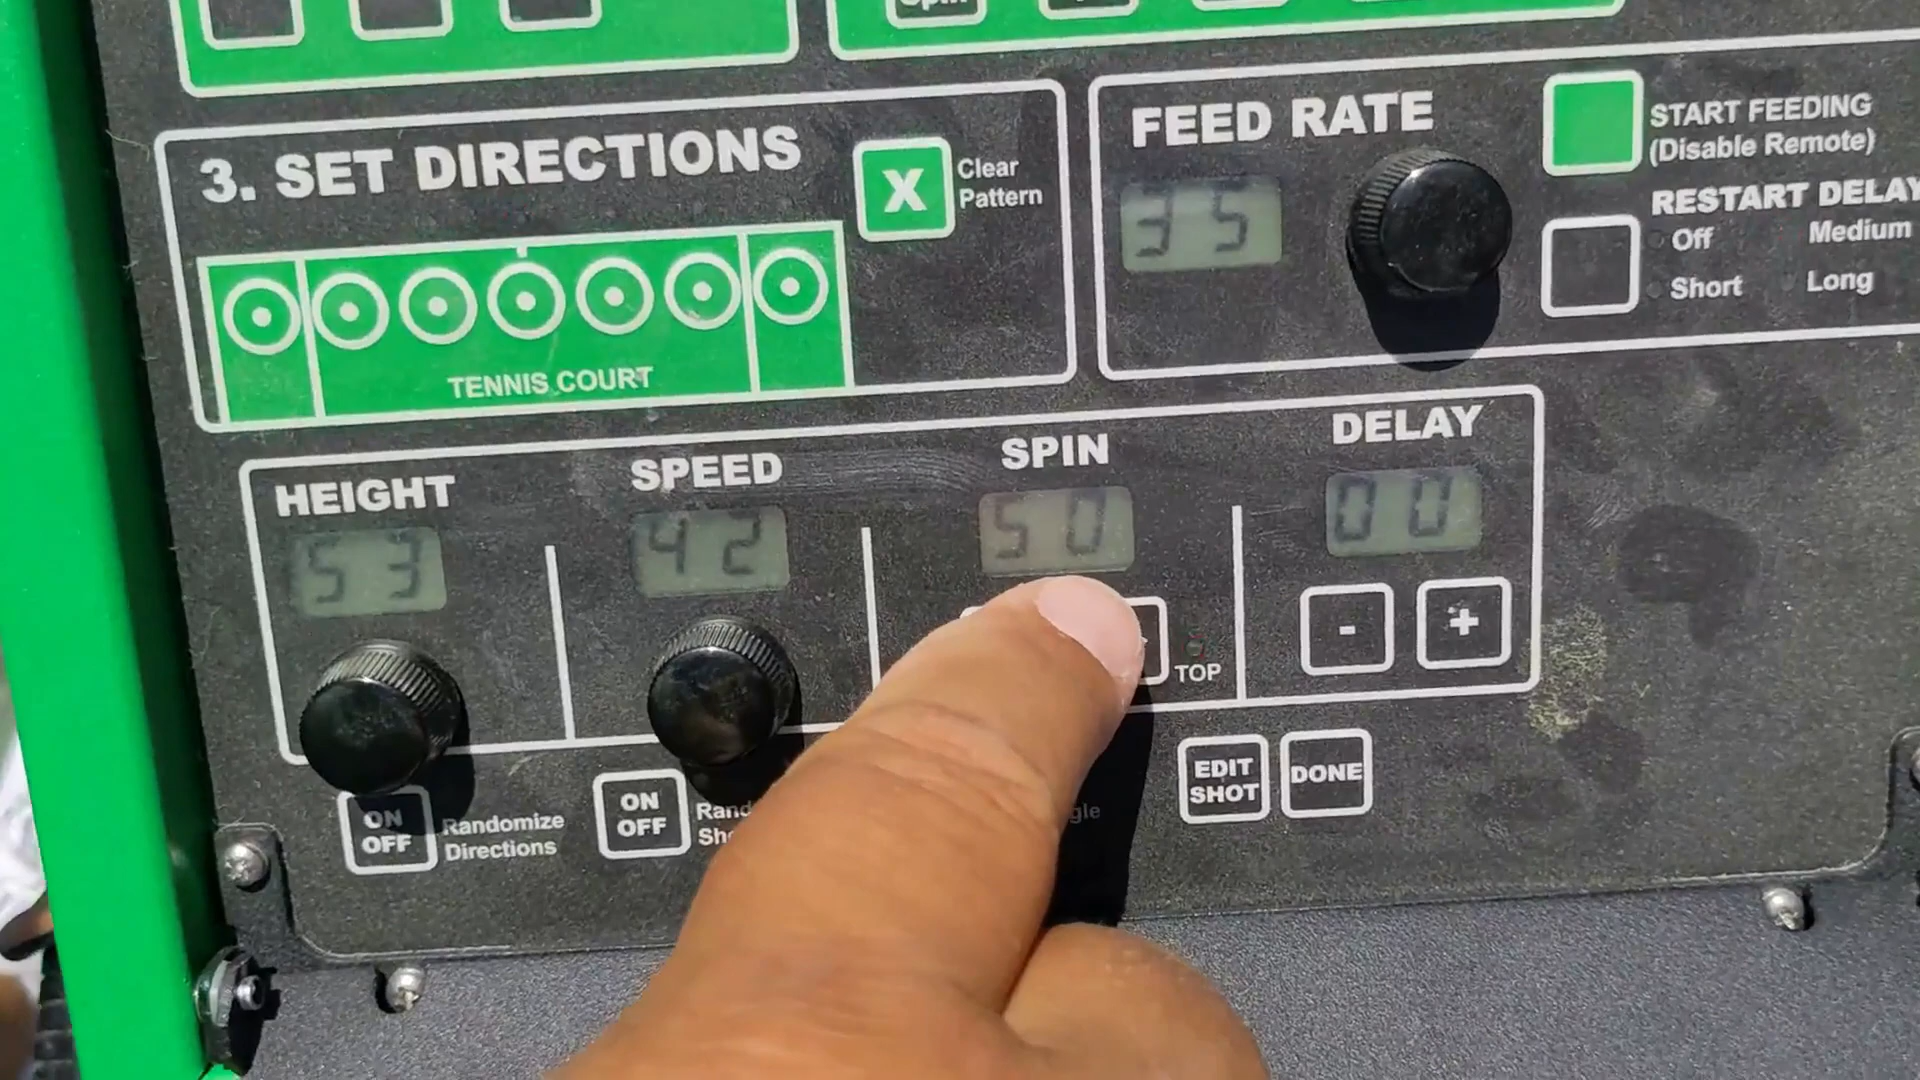 3. SET DIRECTIONS
X
Clear
Pattern
TENNIS COURT
FEED RATE
35
START FEEDING
(Disable Remote)
RESTART DELAY
Off
Medium
Short
Long
HEIGHT
SPEED
SPIN
DELAY
53
42
50
00
TOP
-
+
ON
OFF
Randomize
Directions
ON
OFF
EDIT
SHOT
DONE